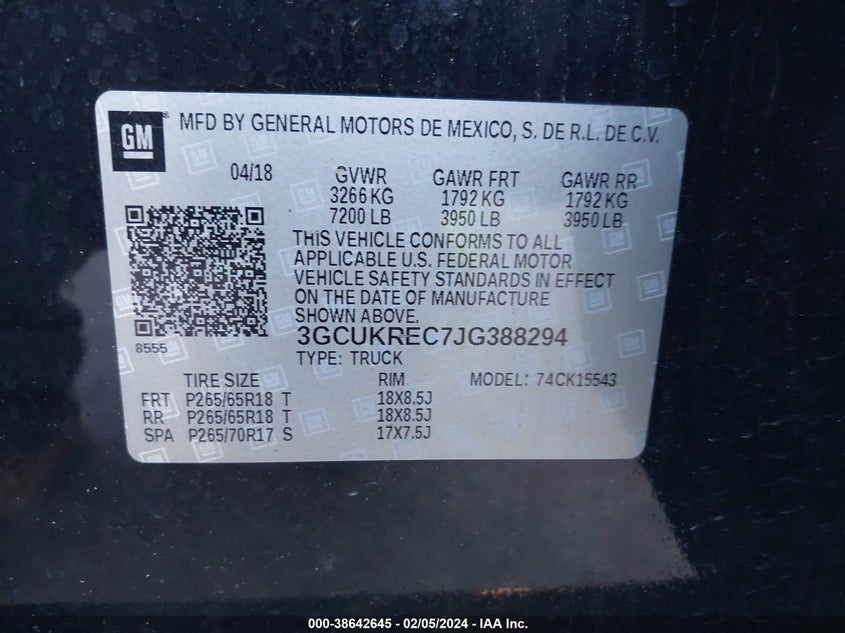 GM
MFD BY GENERAL MOTORS DE MEXICO, S. DE R.L. DE C.V.
04/18 GVWR GAWR FRT GAWR RR
3266 KG 1792 KG 1792 KG
7200 LB 3950 LB 3950 LB
THIS VEHICLE CONFORMS TO ALL
APPLICABLE U.S. FEDERAL MOTOR
VEHICLE SAFETY STANDARDS IN EFFECT
ON THE DATE OF MANUFACTURE
SHOWN ABOVE.
8555
3GCUKREC7JG388294
TYPE: TRUCK
TIRE SIZE RIM MODEL: 74CK15543
FRT P265/65R18 T 18X8.5J
RR P265/65R18 T 18X8.5J
SPA P265/70R17 S 17X7.5J
000-38642645 - 02/05/2024 - IAA Inc.